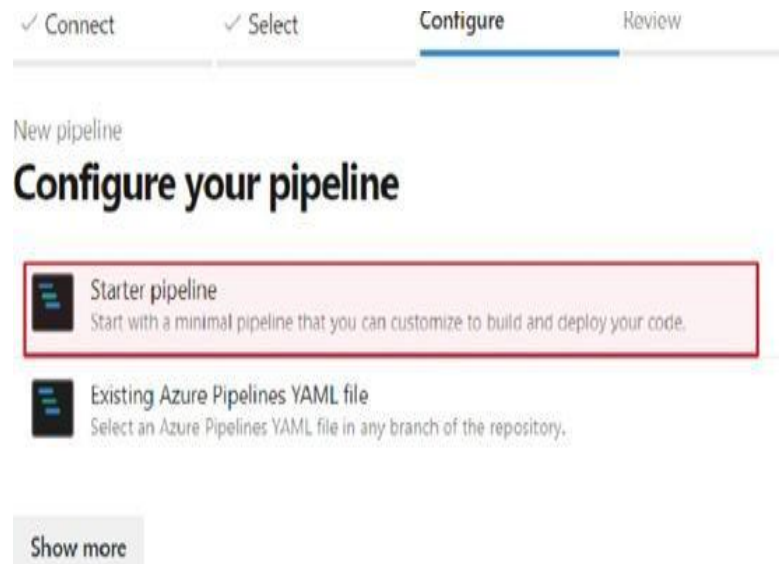 ✓ Connect ✓ Select Configure Review
New pipeline
Configure your pipeline
Starter pipeline
Start with a minimal pipeline that you can customize to build and deploy your code.
Existing Azure Pipelines YAML file
Select an Azure Pipelines YAML file in any branch of the repository.
Show more